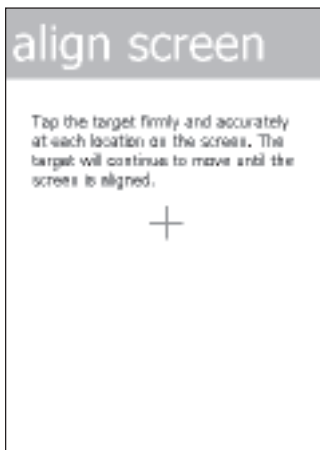 align screen
Tap the target firmly and accurately
at each location on the screen. The
target will continue to move until the
screen is aligned.